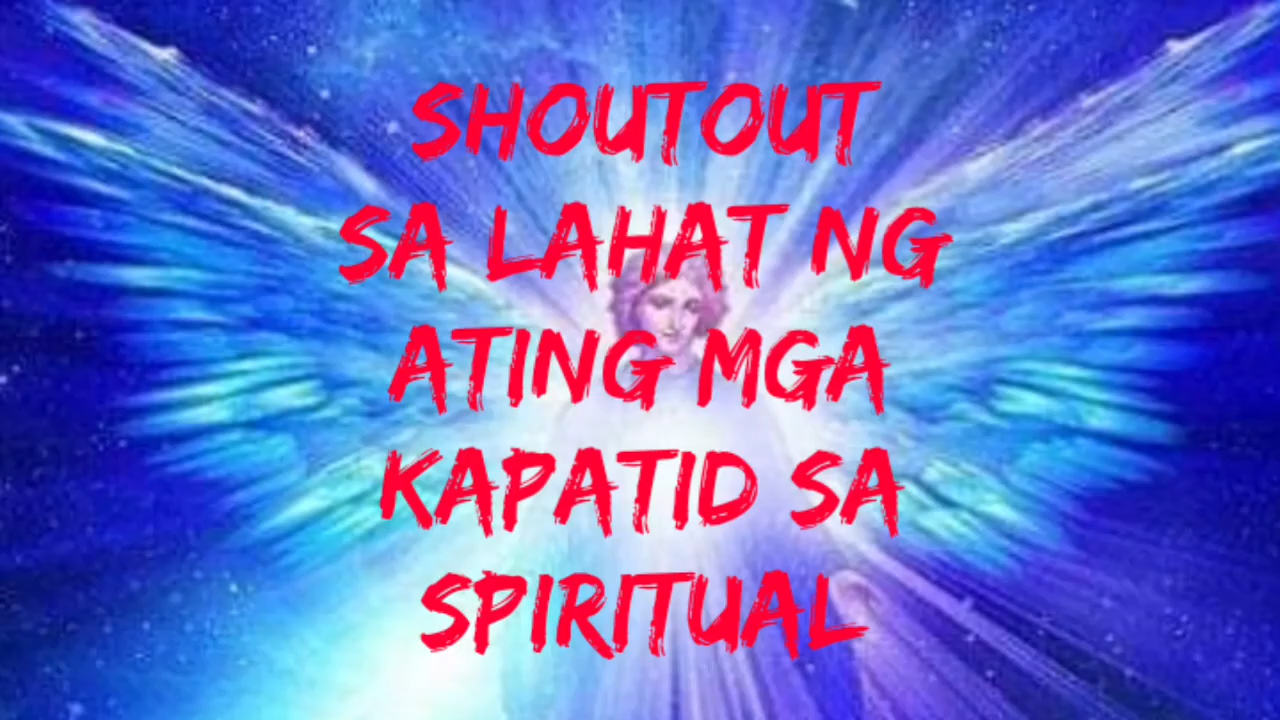 SHOUTOUT
SA LAHAT NG
ATING MGA
KAPATID SA
SPIRITUAL